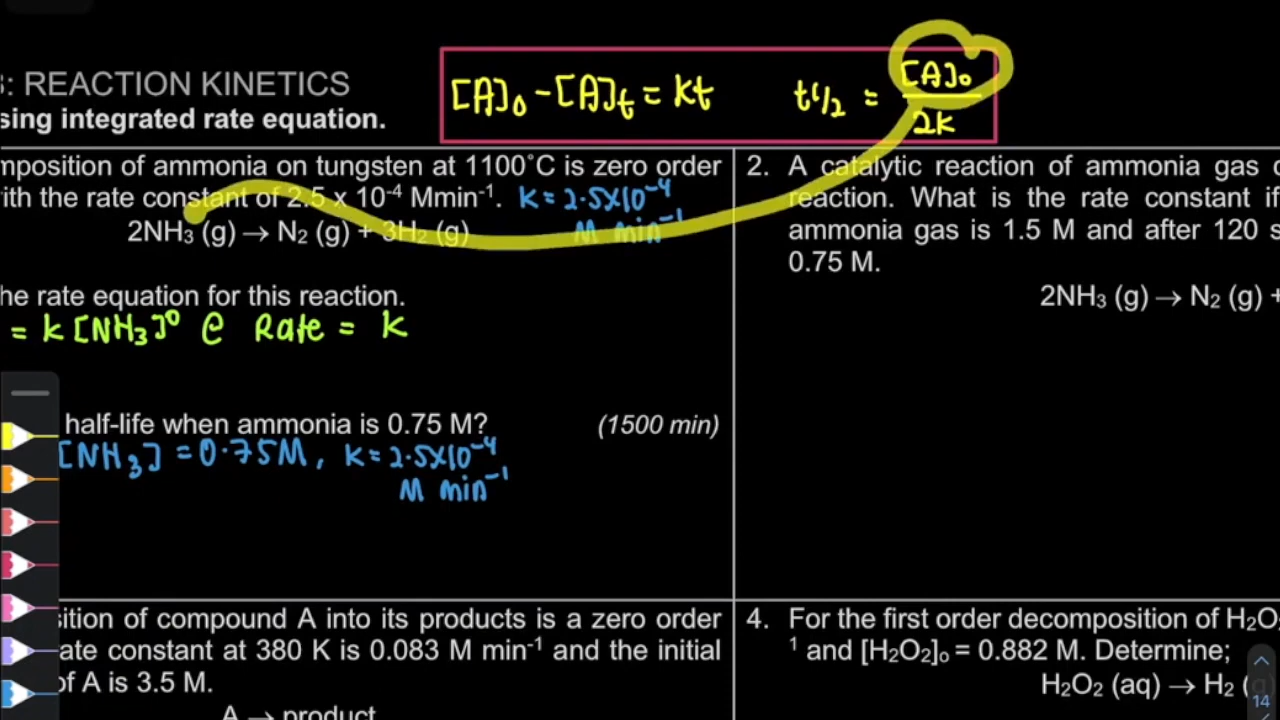 3: REACTION KINETICS
sing integrated rate equation.
[A]₀ - [A]t = kt
t½ = [A]₀
2k
mposition of ammonia on tungsten at 1100˚C is zero order
ith the rate constant of 2.5 x 10⁻⁴ Mmin⁻¹. k = 2.5x10⁻⁴
M min⁻¹
2NH₃ (g) → N₂ (g) + 3H₂ (g)
he rate equation for this reaction.
= k [NH₃]⁰ @ Rate = k
half-life when ammonia is 0.75 M? (1500 min)
[NH₃] = 0.75M, k = 2.5x10⁻⁴
M min⁻¹
2. A catalytic reaction of ammonia gas
reaction. What is the rate constant if
ammonia gas is 1.5 M and after 120 s
0.75 M.
2NH₃ (g) → N₂ (g) +
sition of compound A into its products is a zero order
ate constant at 380 K is 0.083 M min⁻¹ and the initial
of A is 3.5 M.
A → product
4. For the first order decomposition of H₂O
¹ and [H₂O₂]₀ = 0.882 M. Determine;
H₂O₂ (aq) → H₂ (
14